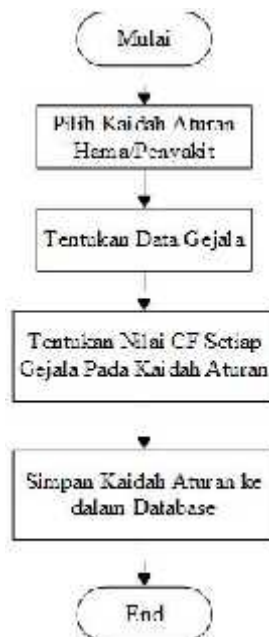 Mulai
Pilih Kaidah Aturan
Hama/Penyakit
Tentukan Data Gejala
Tentukan Nilai CF Setiap
Gejala Pada Kaidah Aturan
Simpan Kaidah Aturan ke
dalam Database
End